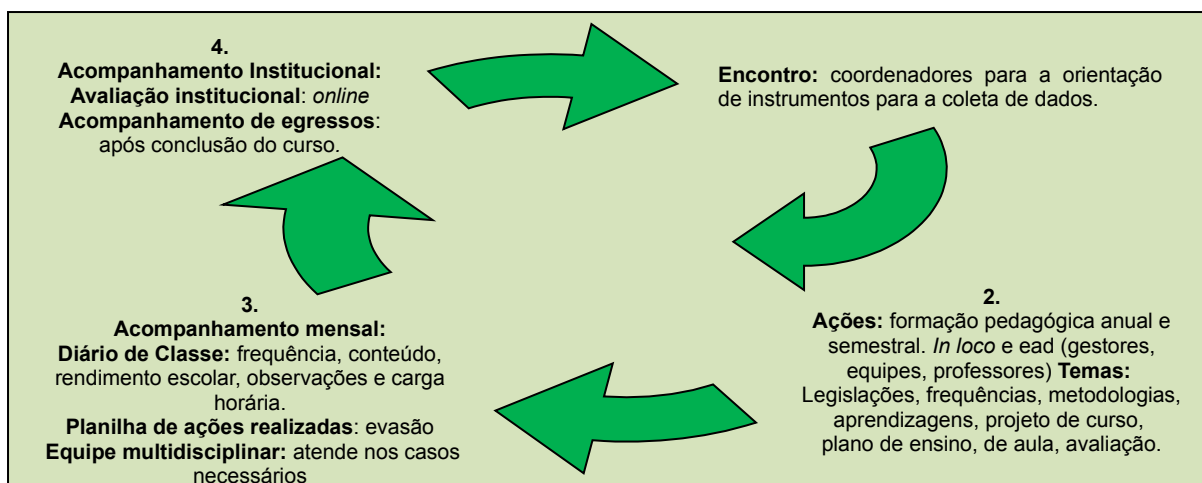 4.
Acompanhamento Institucional:
Avaliação institucional: online
Acompanhamento de egressos:
após conclusão do curso.
Encontro: coordenadores para a orientação
de instrumentos para a coleta de dados.
2.
Ações: formação pedagógica anual e
semestral. In loco e ead (gestores,
equipes, professores) Temas:
Legislações, frequências, metodologias,
aprendizagens, projeto de curso,
plano de ensino, de aula, avaliação.
3.
Acompanhamento mensal:
Diário de Classe: frequência, conteúdo,
rendimento escolar, observações e carga
horária.
Planilha de ações realizadas: evasão
Equipe multidisciplinar: atende nos casos
necessários